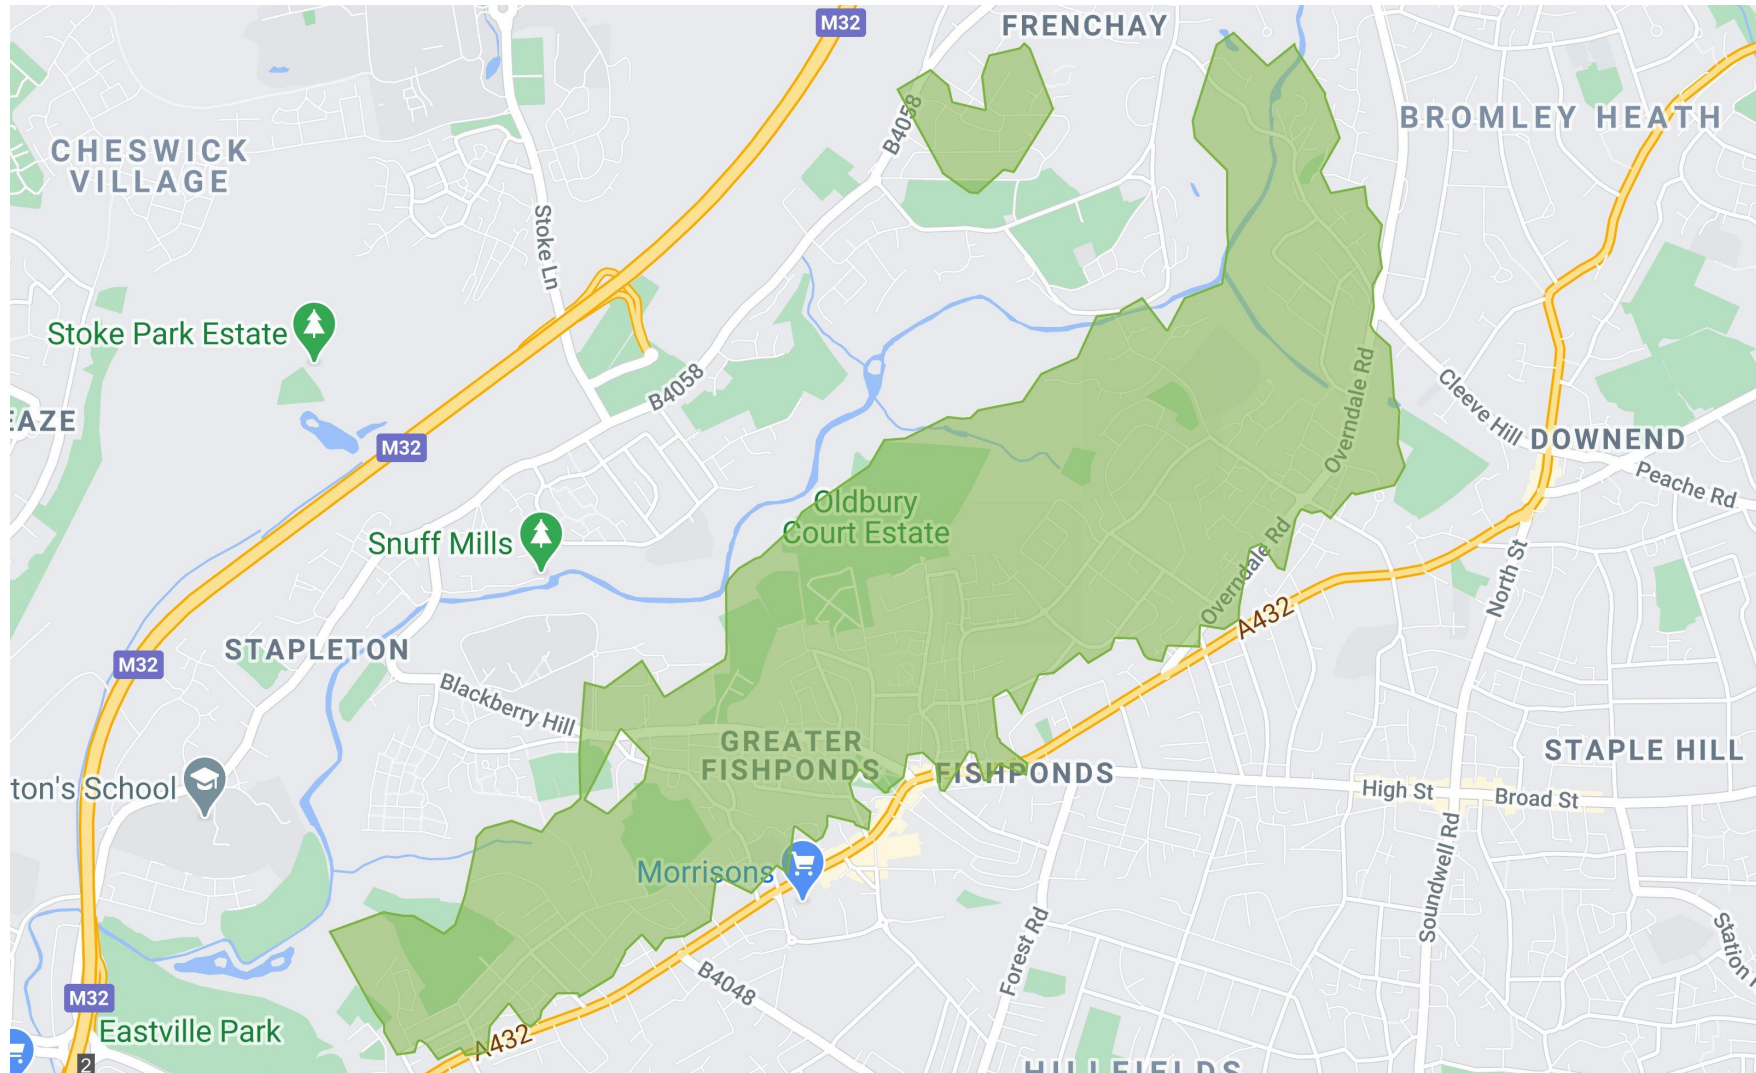 M32
FRENCHAY
B4058
BROMLEY HEATH
CHESWICK
VILLAGE
Stoke Ln
Stoke Park Estate
Overndale Rd
B4058
Cleeve Hill
EAZE
M32
DOWNEND
Peache Rd
Oldbury
Court Estate
Snuff Mills
North St
Overndale Rd
A432
STAPLETON
M32
Blackberry Hill
GREATER
FISHPONDS
FISHPONDS
STAPLE HILL
ton's School
High St
Broad St
Morrisons
Soundwell Rd
Forest Rd
Station
B4048
M32
Eastville Park
A432
2
HILLFIELDS